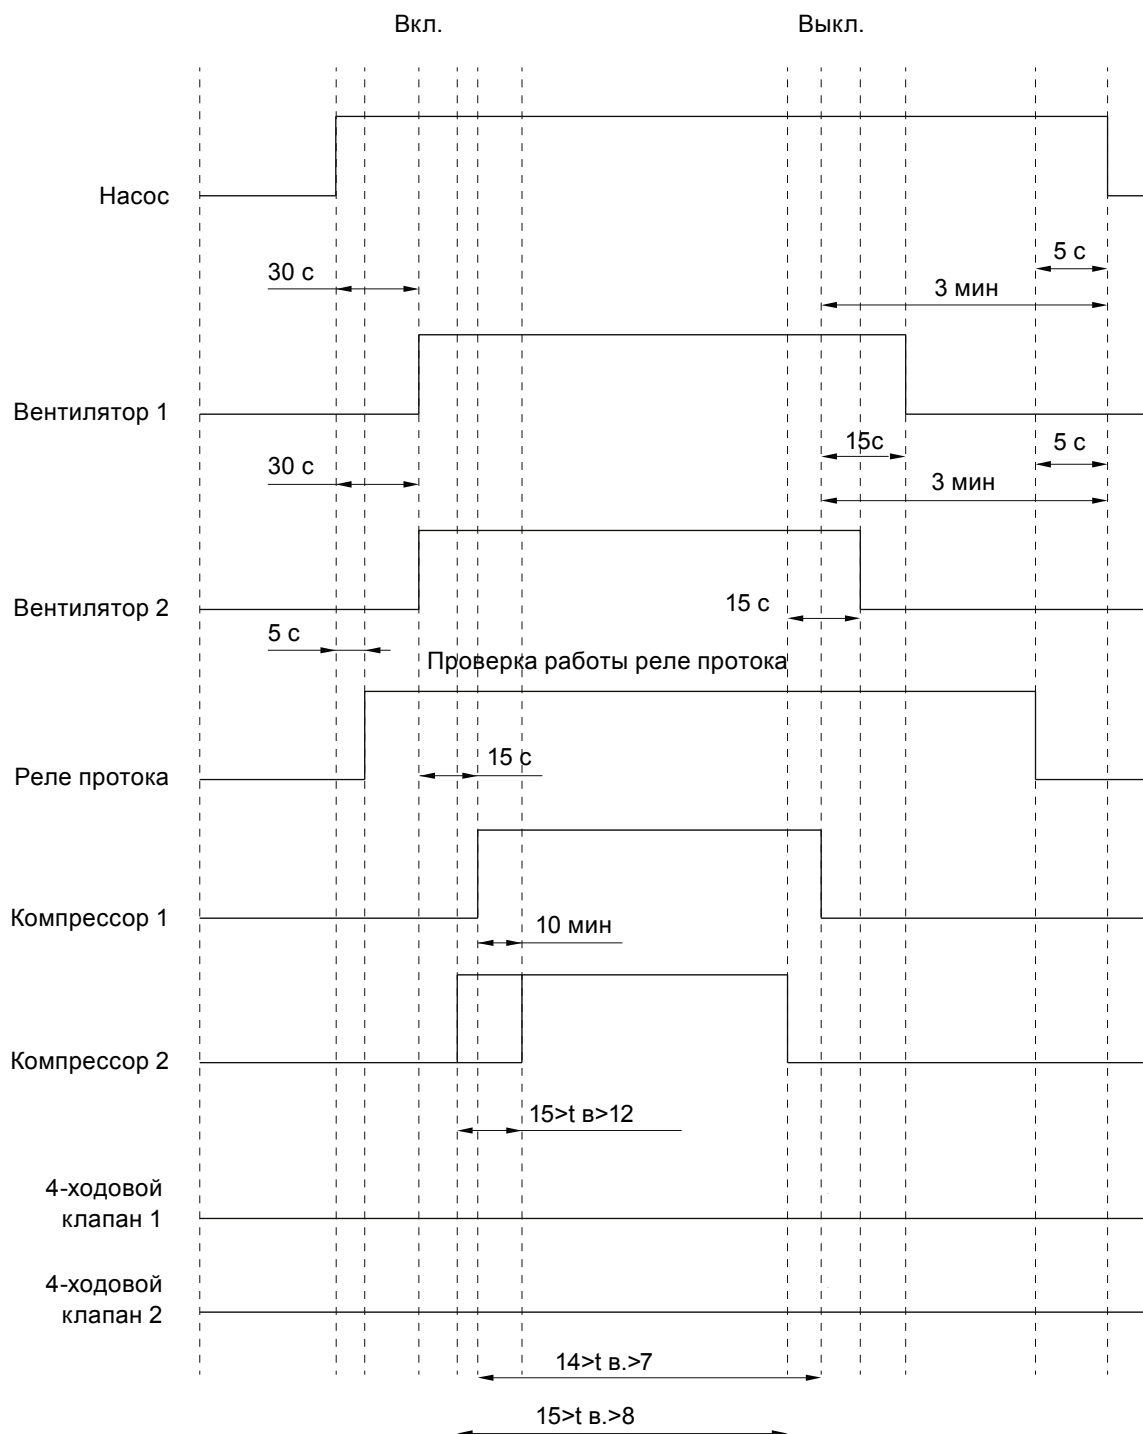 Вкл.
Выкл.
Насос
5 с
30 с
3 мин
Вентилятор 1
15с
5 с
30 с
3 мин
Вентилятор 2
15 с
5 с
Проверка работы реле протока
15 с
Реле протока
Компрессор 1
10 мин
Компрессор 2
15>t в>12
4-ходовой
клапан 1
4-ходовой
клапан 2
14>t в.>7
15>t в.>8